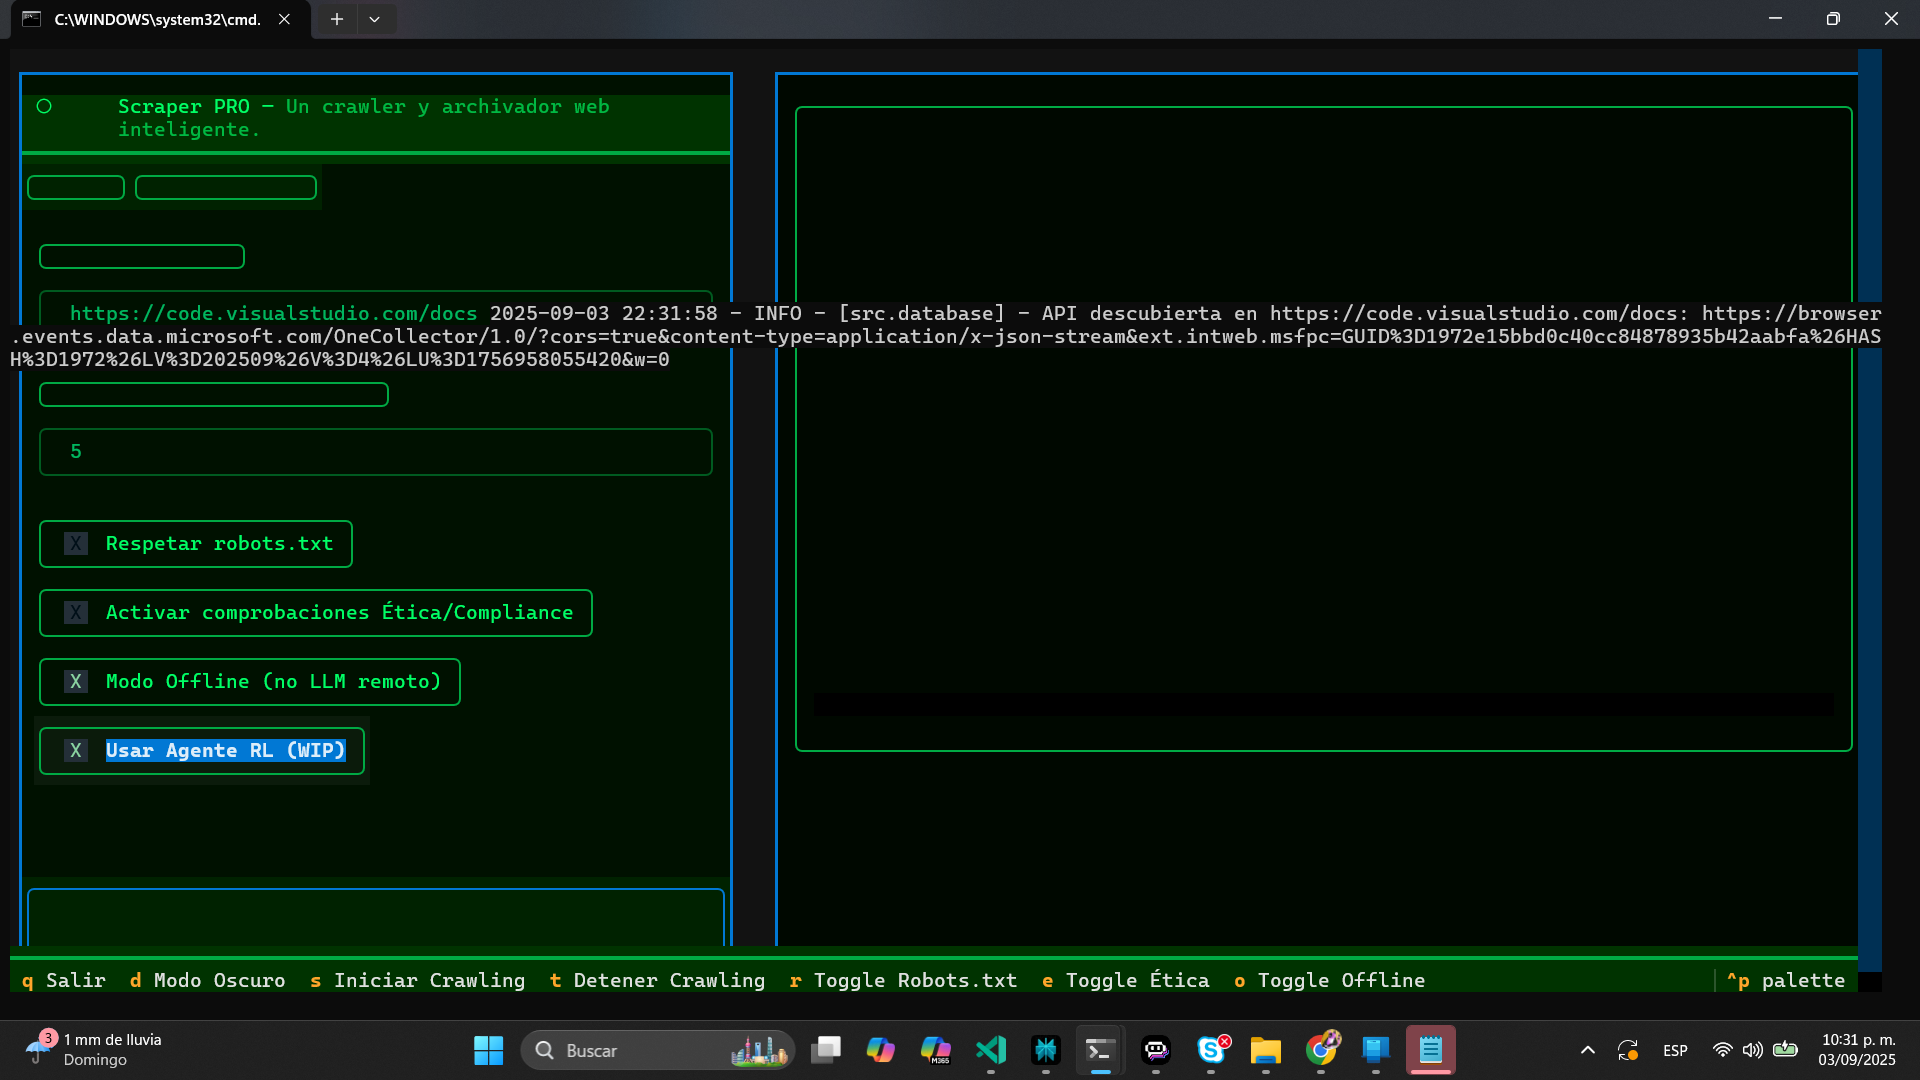 C:\WINDOWS\system32\cmd.
Scraper PRO — Un crawler y archivador web
inteligente.
https://code.visualstudio.com/docs 2025-09-03 22:31:58 - INFO - [src.database] - API descubierta en https://code.visualstudio.com/docs: https://browser
.events.data.microsoft.com/OneCollector/1.0/?cors=true&content-type=application/x-json-stream&ext.intweb.msfpc=GUID%3D1972e15bbd0c40cc84878935b42aabfa%26HAS
H%3D1972%26LV%3D202509%26V%3D4%26LU%3D1756958055420&w=0
5
X Respetar robots.txt
X Activar comprobaciones Ética/Compliance
X Modo Offline (no LLM remoto)
X Usar Agente RL (WIP)
q Salir d Modo Oscuro s Iniciar Crawling t Detener Crawling r Toggle Robots.txt e Toggle Ética o Toggle Offline ^p palette
3 1 mm de lluvia
Domingo
Buscar
M365
ESP
10:31 p. m.
03/09/2025